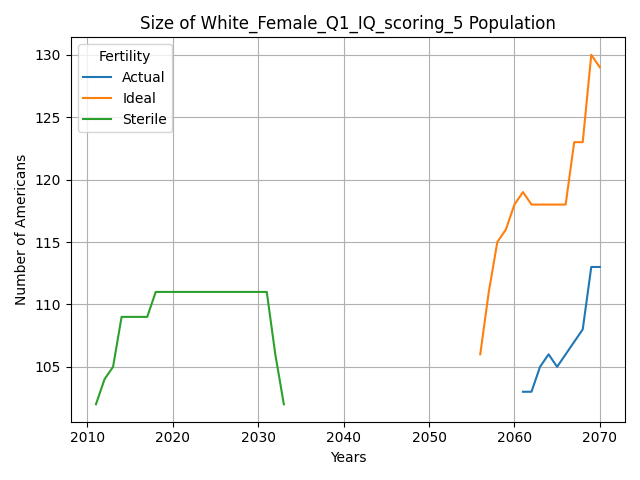 Size of White_Female_Q1_IQ_scoring_5 Population
Fertility
Actual
Ideal
Sterile
Number of Americans
130
125
120
115
110
105
2010 2020 2030 2040 2050 2060 2070
Years